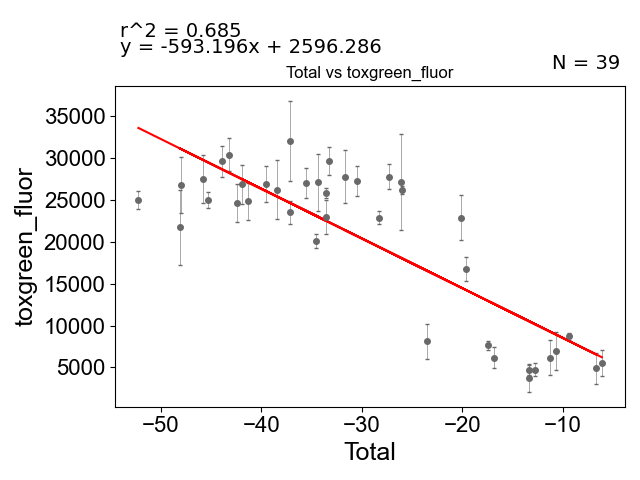 r^2 = 0.685
y = -593.196x + 2596.286
N = 39
Total vs toxgreen_fluor
35000
30000
25000
20000
15000
10000
5000
toxgreen_fluor
−50 −40 −30 −20 −10
Total